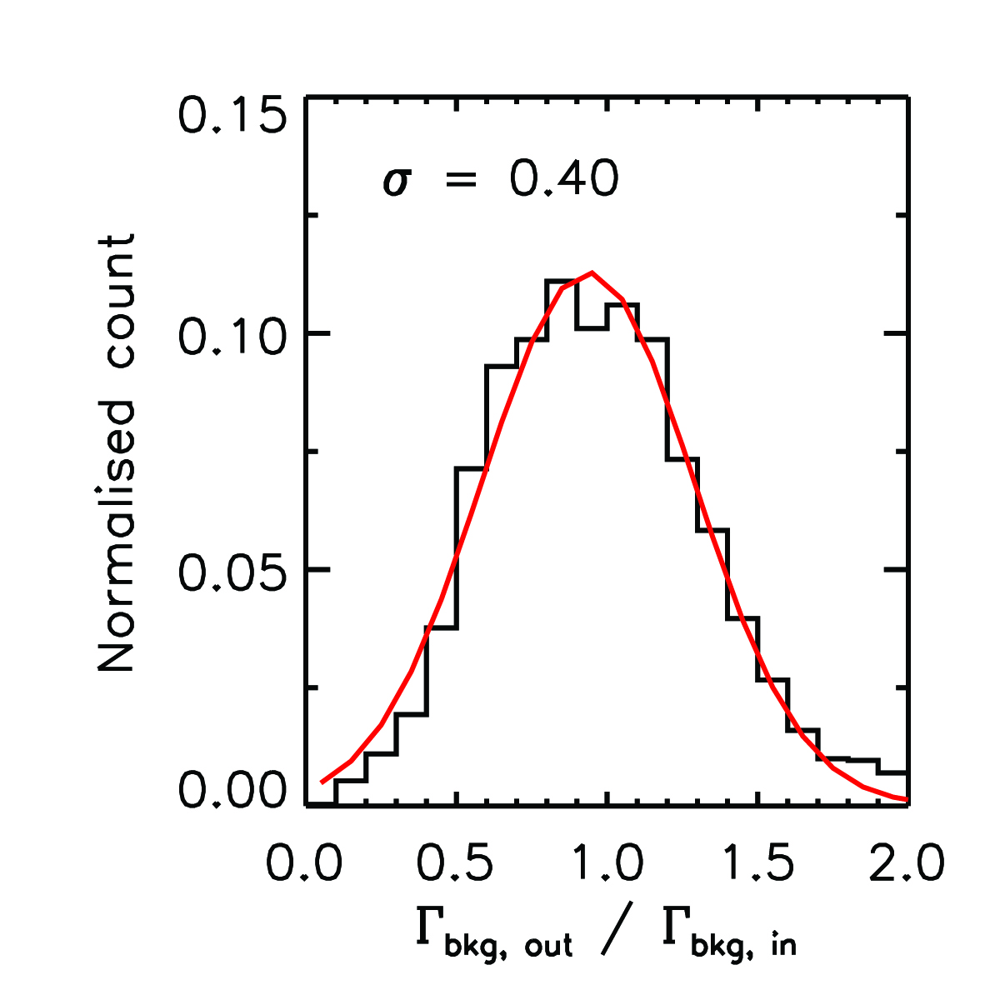 0.15
σ = 0.40
0.10
0.05
0.00
Normalised count
0.0 0.5 1.0 1.5 2.0
Γbkg, out / Γbkg, in